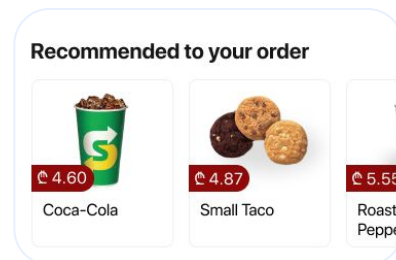 Recommended to your order
₾ 4.60
₾ 4.87
₾ 5.55
Coca-Cola
Small Taco
Roast
Peppe